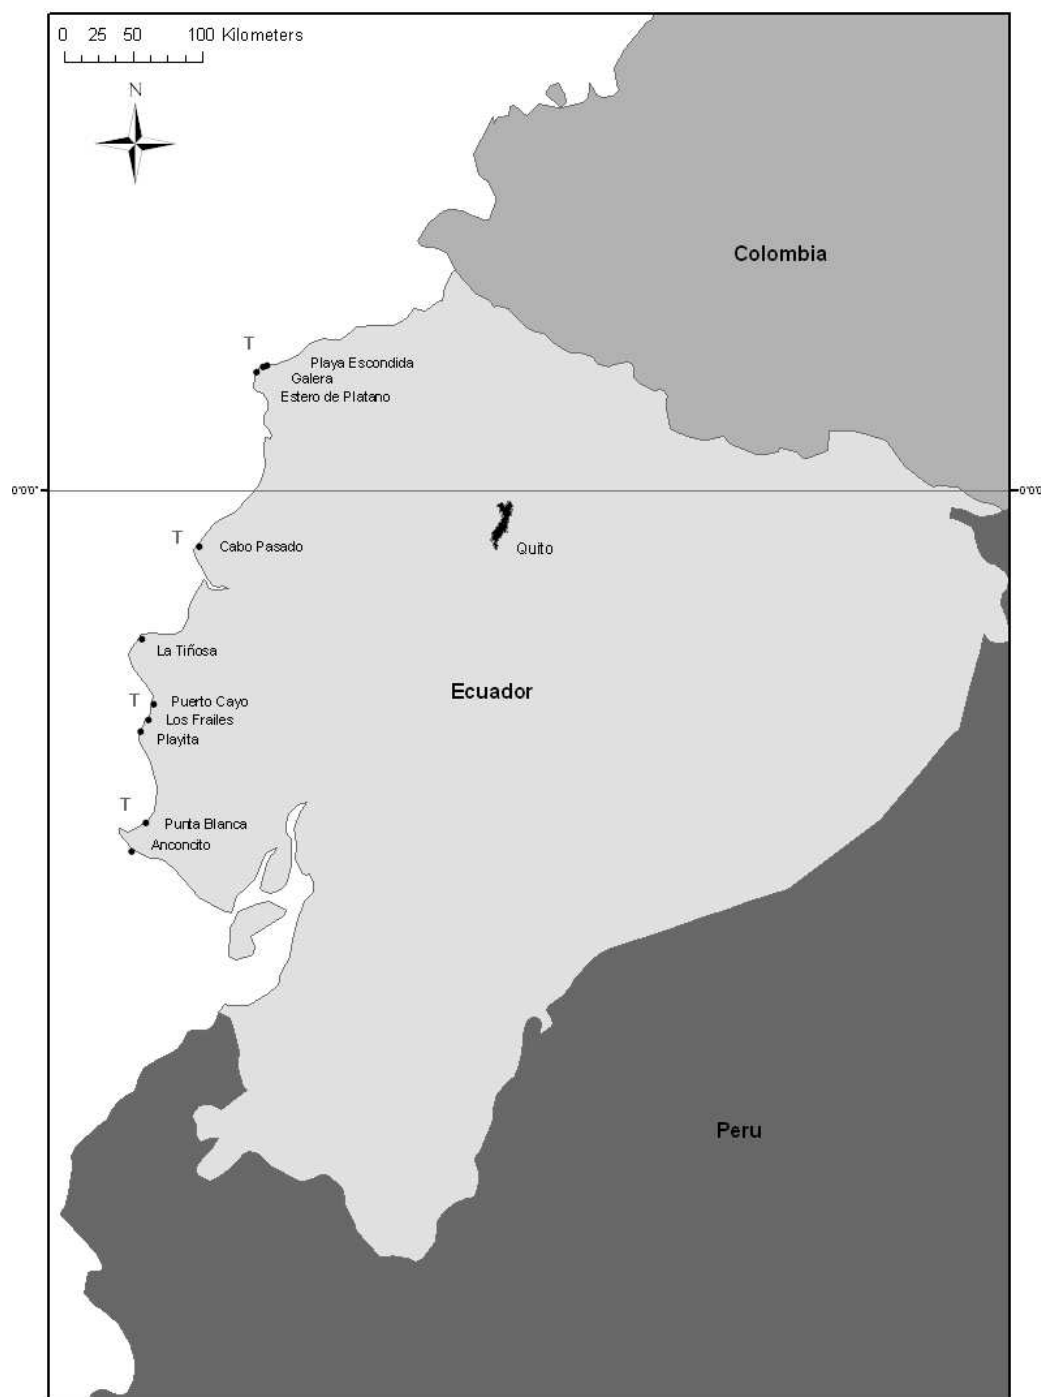 0 25 50 100 Kilometers
N
Colombia
T
Playa Escondida
Galera
Estero de Platano
0°0'0" 0°0'0"
T
Cabo Pasado
Quito
La Tiñosa
Ecuador
T
Puerto Cayo
Los Frailes
Playita
T
Punta Blanca
Anconcito
Peru